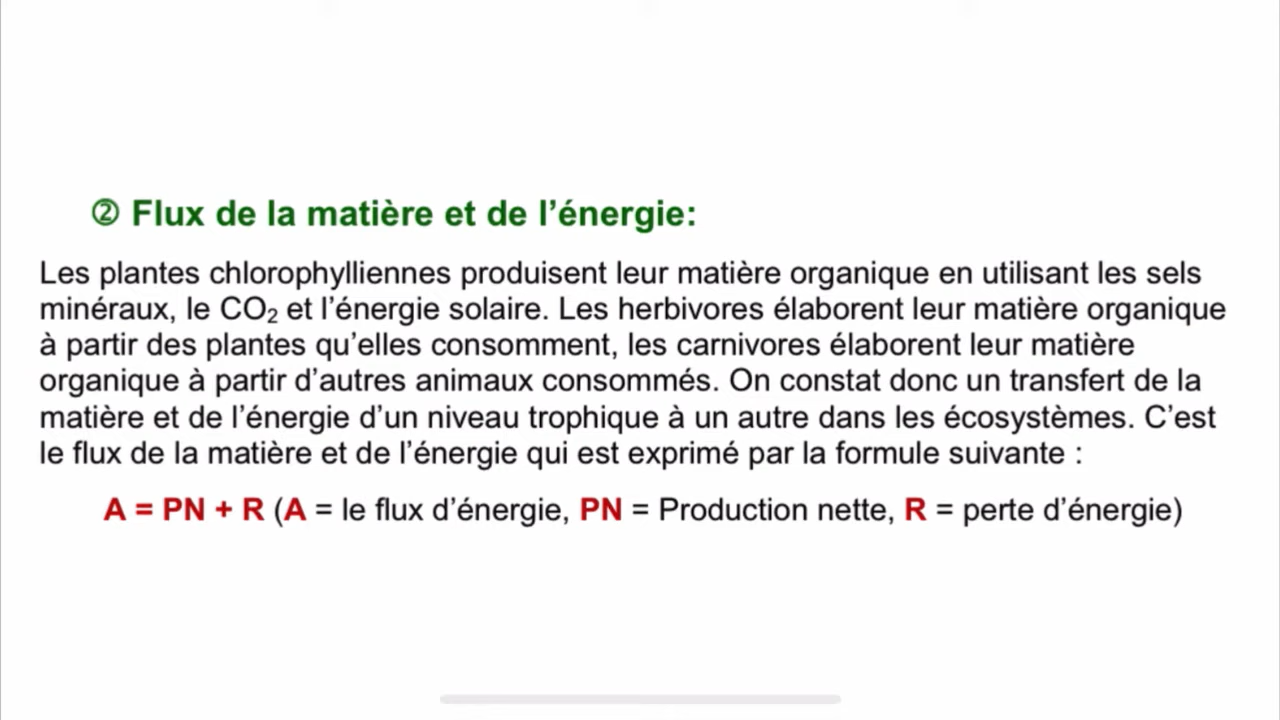 ② Flux de la matière et de l’énergie:
Les plantes chlorophylliennes produisent leur matière organique en utilisant les sels
minéraux, le CO₂ et l’énergie solaire. Les herbivores élaborent leur matière organique
à partir des plantes qu’elles consomment, les carnivores élaborent leur matière
organique à partir d’autres animaux consommés. On constat donc un transfert de la
matière et de l’énergie d’un niveau trophique à un autre dans les écosystèmes. C’est
le flux de la matière et de l’énergie qui est exprimé par la formule suivante :
A = PN + R (A = le flux d’énergie, PN = Production nette, R = perte d’énergie)